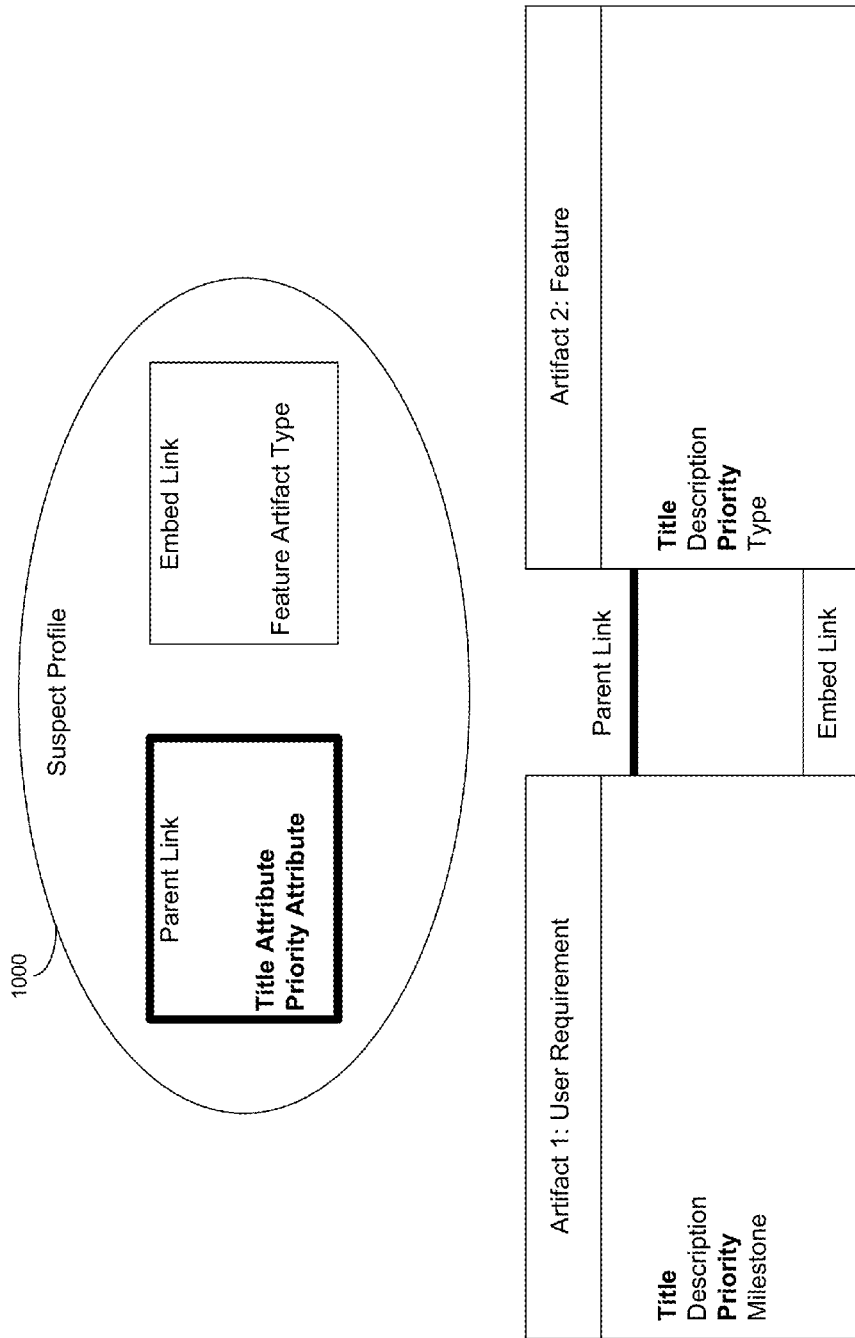 1000
Suspect Profile
Parent Link
Title Attribute
Priority Attribute
Embed Link
Feature Artifact Type
Artifact 1: User Requirement
Title
Description
Priority
Milestone
Parent Link
Embed Link
Artifact 2: Feature
Title
Description
Priority
Type